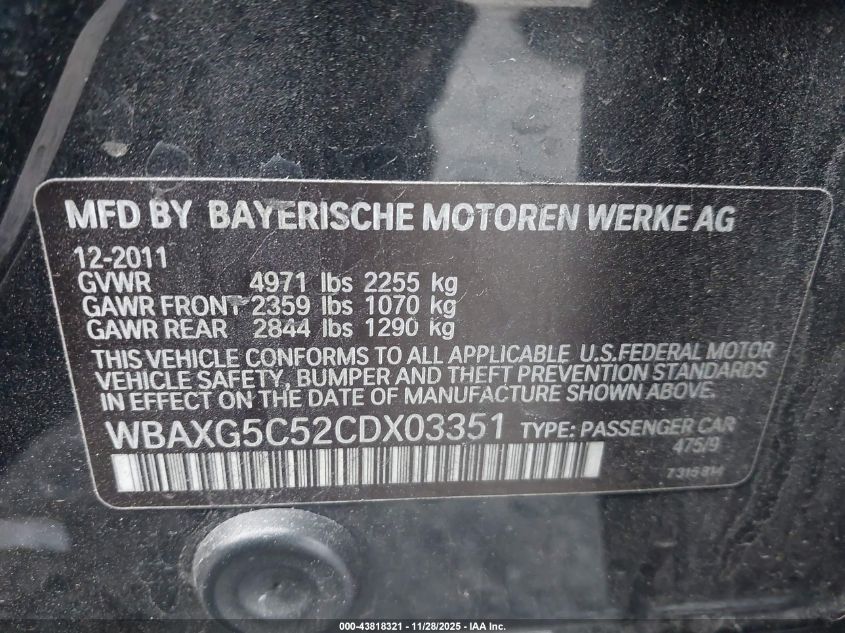 MFD BY BAYERISCHE MOTOREN WERKE AG
12-2011
GVWR 4971 lbs 2255 kg
GAWR FRONT 2359 lbs 1070 kg
GAWR REAR 2844 lbs 1290 kg
THIS VEHICLE CONFORMS TO ALL APPLICABLE U.S.FEDERAL MOTOR
VEHICLE SAFETY, BUMPER AND THEFT PREVENTION STANDARDS
IN EFFECT ON THE DATE OF MANUFACTURE SHOWN ABOVE.
WBAXG5C52CDX03351 TYPE: PASSENGER CAR
475/9
000-43818321 | 11/28/2025 - IAA Inc.